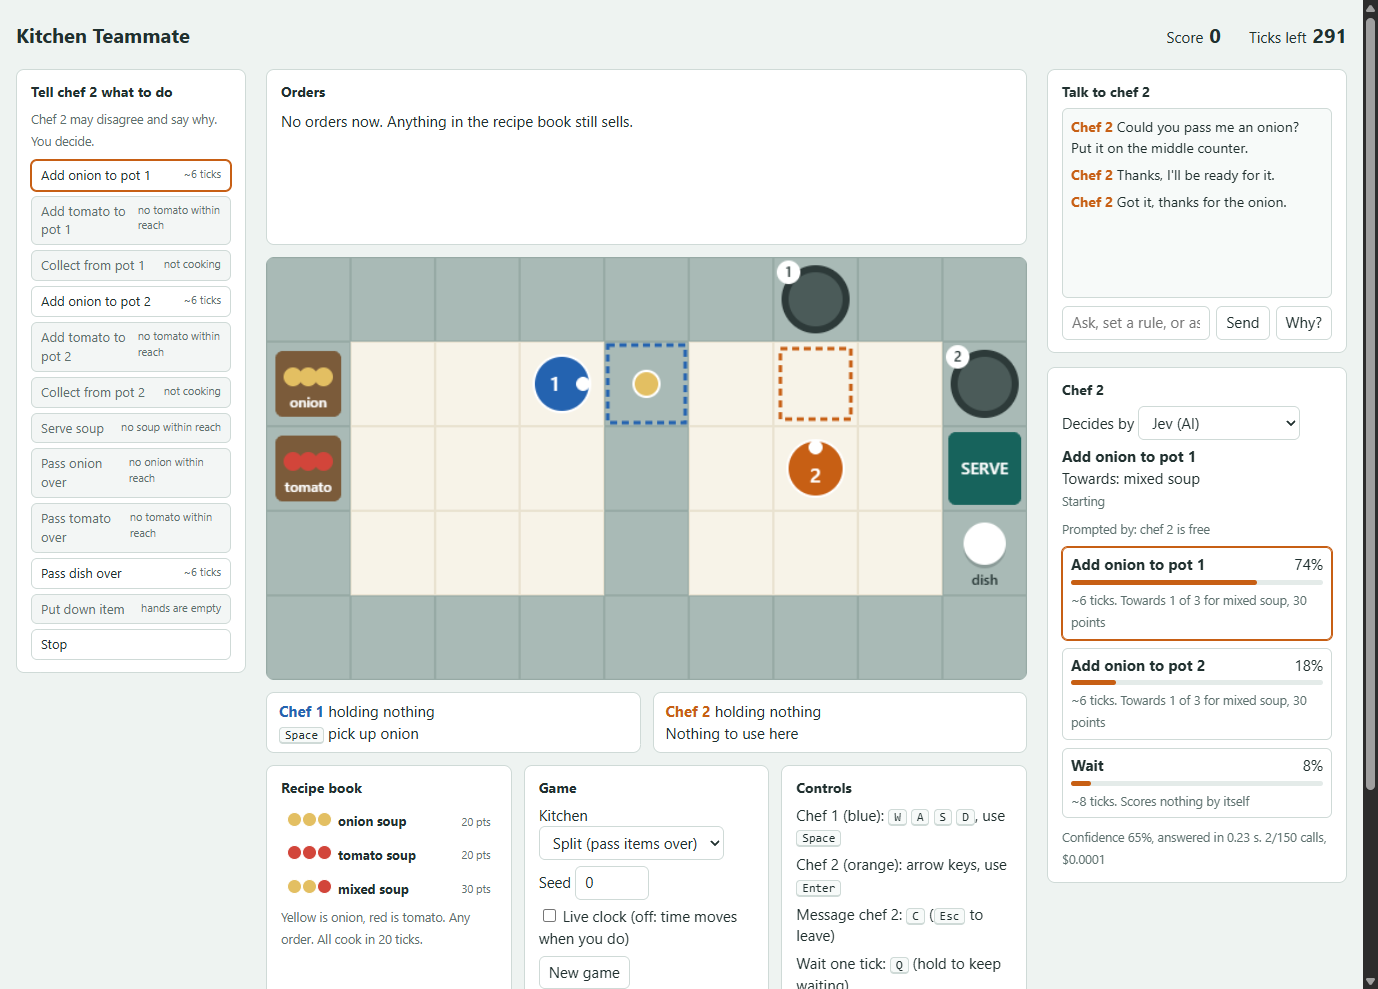 Kitchen Teammate
Score 0
Ticks left 291
Tell chef 2 what to do
Chef 2 may disagree and say why.
You decide.
Add onion to pot 1 ~6 ticks
Add tomato to pot 1
no tomato within reach
Collect from pot 1 not cooking
Add onion to pot 2 ~6 ticks
Add tomato to pot 2
no tomato within reach
Collect from pot 2 not cooking
Serve soup no soup within reach
Pass onion over
no onion within reach
Pass tomato over
no tomato within reach
Pass dish over ~6 ticks
Put down item hands are empty
Stop
Orders
No orders now. Anything in the recipe book still sells.
1
2
onion
1
tomato
2
SERVE
dish
Chef 1 holding nothing
Space pick up onion
Chef 2 holding nothing
Nothing to use here
Recipe book
onion soup 20 pts
tomato soup 20 pts
mixed soup 30 pts
Yellow is onion, red is tomato. Any
order. All cook in 20 ticks.
Game
Kitchen
Split (pass items over)
Seed 0
Live clock (off: time moves
when you do)
New game
Controls
Chef 1 (blue): W A S D, use
Space
Chef 2 (orange): arrow keys, use
Enter
Message chef 2: C (Esc to
leave)
Wait one tick: Q (hold to keep
waiting)
Talk to chef 2
Chef 2 Could you pass me an onion?
Put it on the middle counter.
Chef 2 Thanks, I'll be ready for it.
Chef 2 Got it, thanks for the onion.
Ask, set a rule, or as
Send
Why?
Chef 2
Decides by Jev (AI)
Add onion to pot 1
Towards: mixed soup
Starting
Prompted by: chef 2 is free
Add onion to pot 1 74%
~6 ticks. Towards 1 of 3 for mixed soup, 30
points
Add onion to pot 2 18%
~6 ticks. Towards 1 of 3 for mixed soup, 30
points
Wait 8%
~8 ticks. Scores nothing by itself
Confidence 65%, answered in 0.23 s. 2/150 calls,
$0.0001